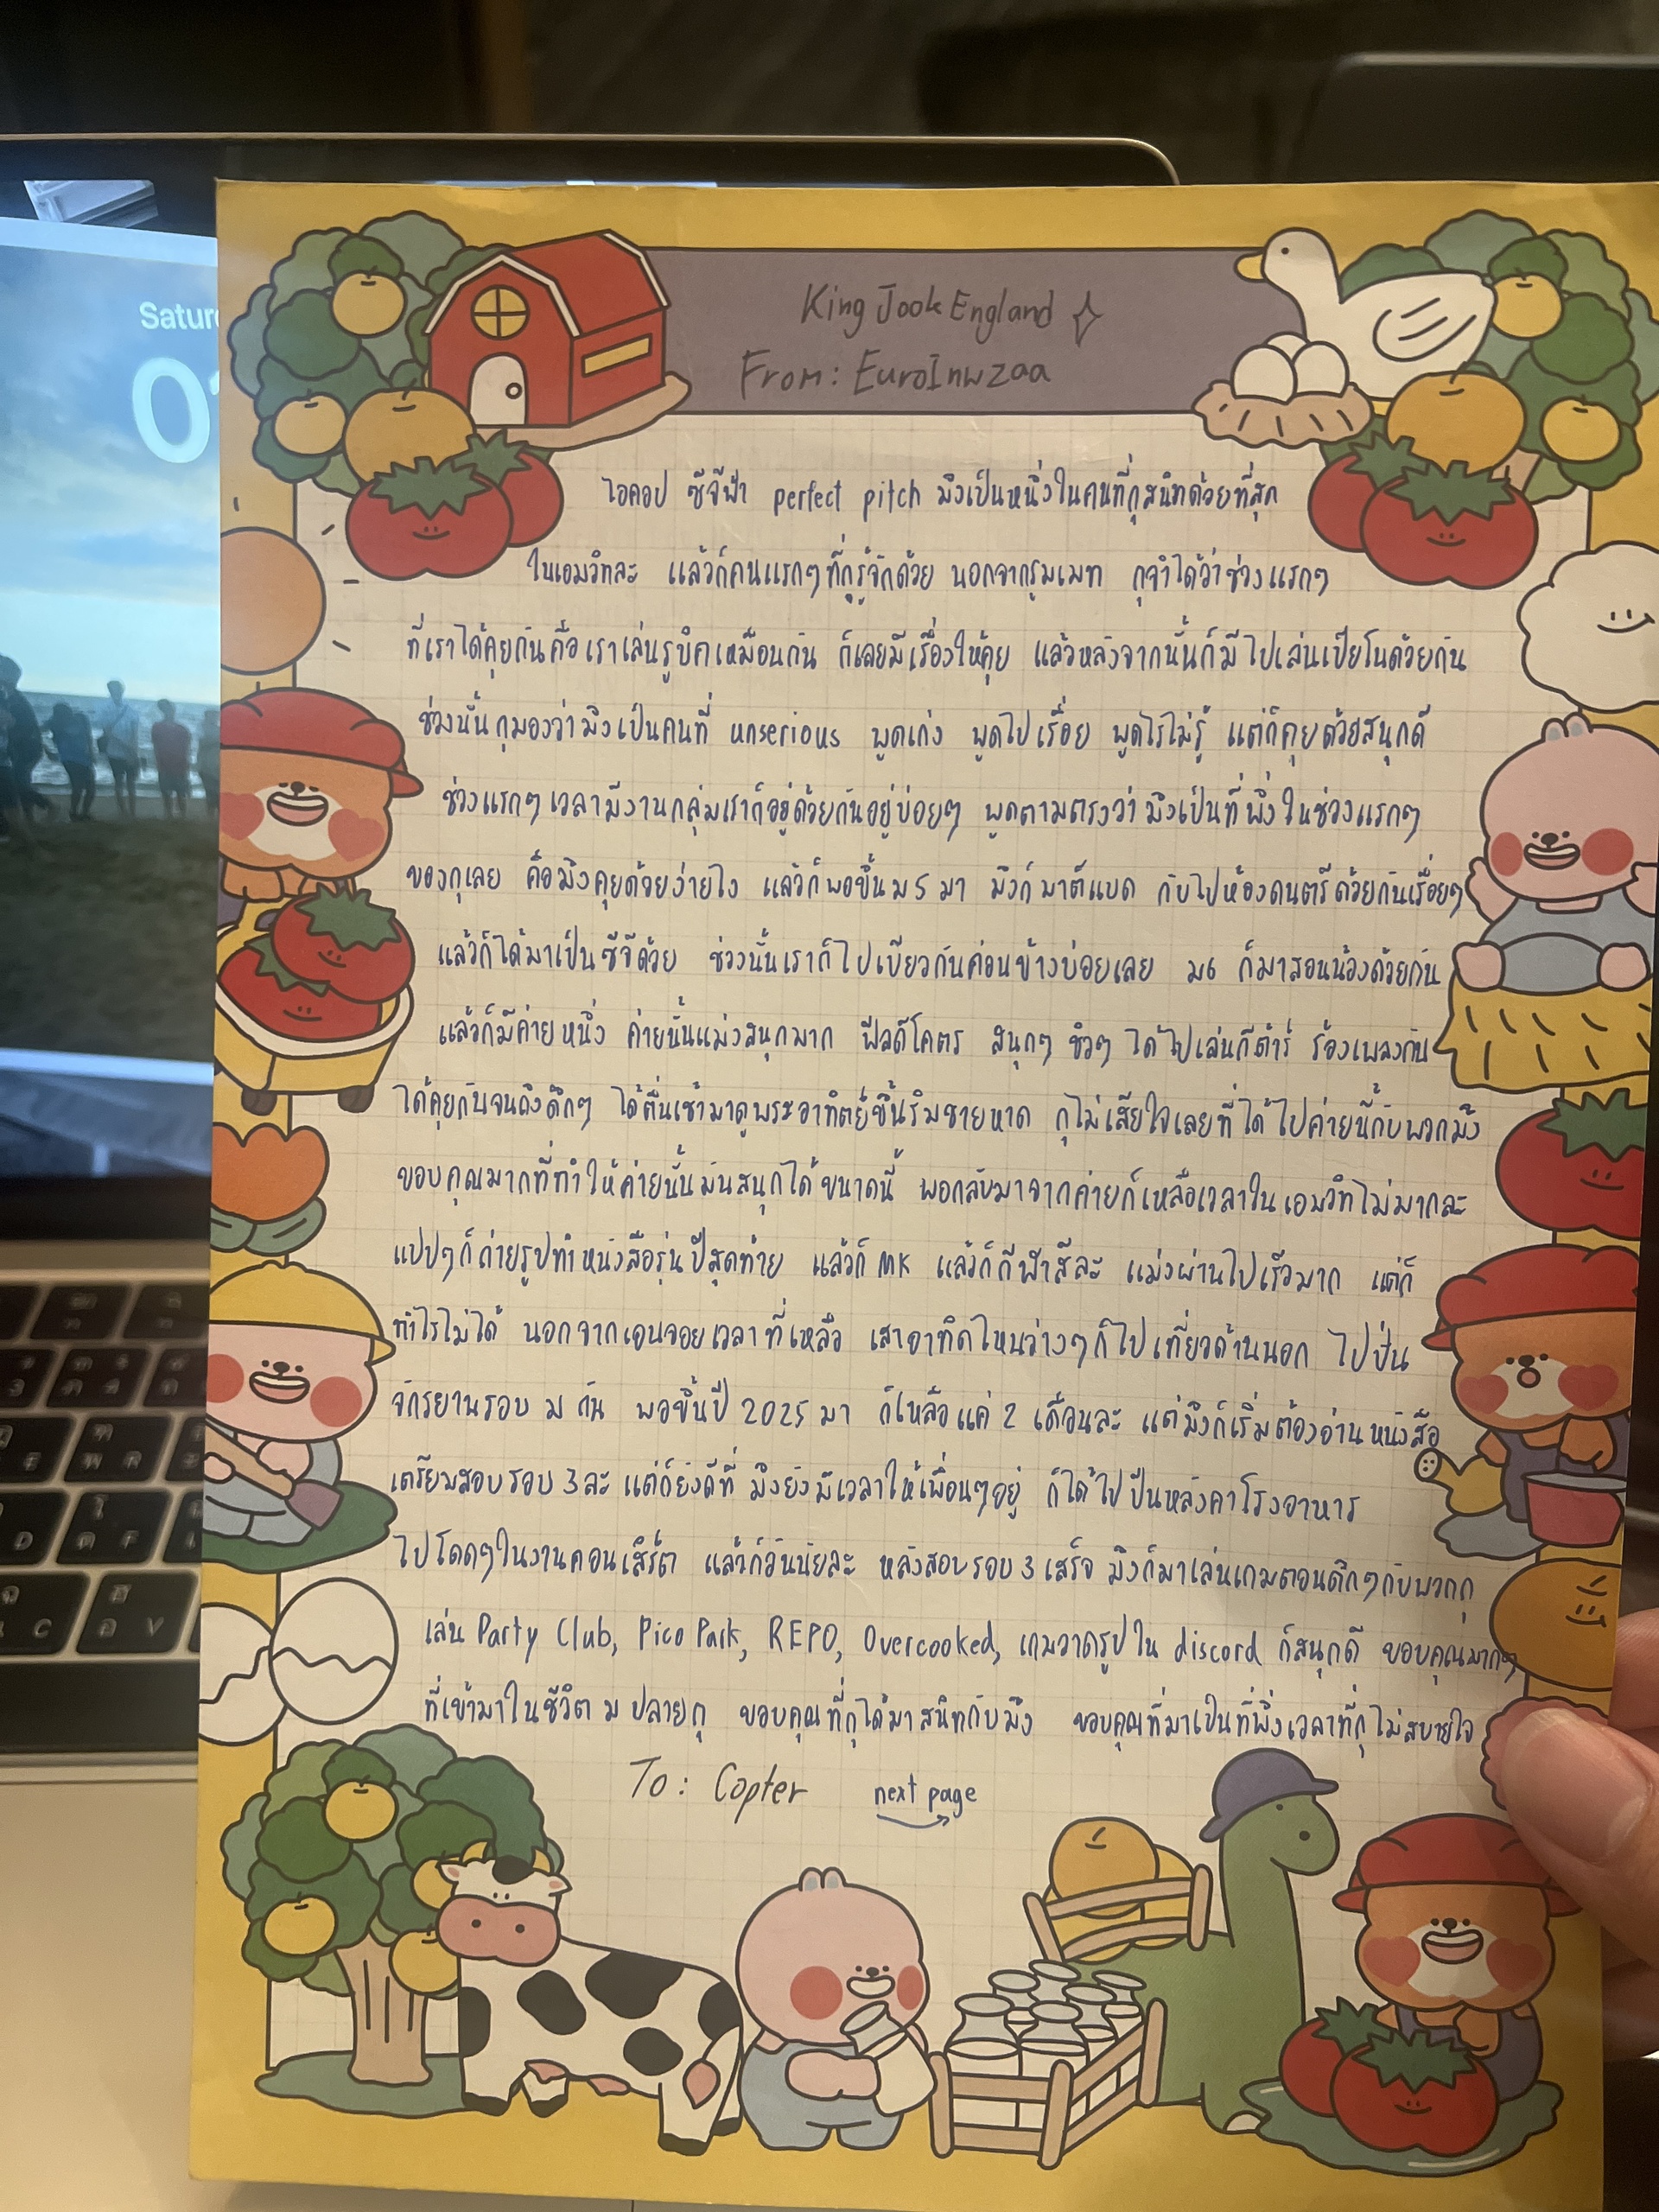 King Jook England
From: EuroInwzaa
ไอคอป ซีจีฟ้า perfect pitch มึงเป็นหนึ่งในคนที่กูสนิทด้วยที่สุด
ในเอมวิทละ แล้วก็คนแรกๆที่กูรู้จักด้วย นอกจากรูมเมท กูจำได้ว่าช่วงแรกๆ
ที่เราได้คุยกันคือเราเล่นรูบิคเหมือนกัน ก็เลยมีเรื่องให้คุย แล้วหลังจากนั้นก็มีไปเล่นเปียโนด้วยกัน
ช่วงนั้นกูมองว่ามึงเป็นคนที่ unserious พูดเก่ง พูดไปเรื่อย พูดไรไม่รู้ แต่ก็คุยด้วยสนุกดี
ช่วงแรกๆเวลามีงานกลุ่มเราก็อยู่ด้วยกันอยู่บ่อยๆ พูดตามตรงว่ามึงเป็นที่พึ่งในช่วงแรกๆ
ของกูเลย คือมึงคุยด้วยง่ายไง แล้วก็พอขึ้นม5 มา มึงก็มาตีแบด กับไปห้องดนตรีด้วยกันเรื่อยๆ
แล้วก็ได้มาเป็นซีจีด้วย ช่วงนั้นเราก็ไปเบียวกันค่อนข้างบ่อยเลย ม6 ก็มาสอนน้องด้วยกัน
แล้วก็มีค่ายหนึ่ง ค่ายนั้นแม่งสนุกมาก ฟีลดีโคตร สนุกๆ ชิวๆ ได้ไปเล่นกีต้าร์ ร้องเพลงกัน
ได้คุยกันจนถึงดึกๆ ได้ตื่นเช้ามาดูพระอาทิตย์ขึ้นริมชายหาด กูไม่เสียใจเลยที่ได้ไปค่ายนี้กับพวกมึง
ขอบคุณมากที่ทำให้ค่ายนั้นมันสนุกได้ขนาดนี้ พอกลับมาจากค่ายก็เหลือเวลาในเอมวิทไม่มากละ
แปปๆก็ถ่ายรูปทำหนังสือรุ่นปีสุดท้าย แล้วก็ MK แล้วก็กีฬาสีละ แม่งผ่านไปเร็วมาก แต่ก็
ทำไรไม่ได้ นอกจากเอนจอยเวลาที่เหลือ เสาอาทิตไหนว่างๆก็ไปเที่ยวด้านนอก ไปปั่น
จักรยานรอบ ม กัน พอขึ้นปี 2025 มา ก็เหลือแค่ 2 เดือนละ แต่มึงก็เริ่มต้องอ่านหนังสือ
เตรียมสอบรอบ 3 ละ แต่ก็ยังดีที่ มึงยังมีเวลาให้เพื่อนๆอยู่ ก็ได้ไปปีนหลังคาโรงอาหาร
ไปโดดๆในงานคอนเสิร์ต แล้วก็วันนัยละ หลังสอบรอบ 3 เสร็จ มึงก็มาเล่นเกมตอนดึกๆกับพวกกู
เล่น Party Club, Pico Park, REPO, Overcooked, เกมวาดรูปใน discord ก็สนุกดี ขอบคุณมากๆ
ที่เข้ามาในชีวิต ม ปลายกู ขอบคุณที่กูได้มาสนิทกับมึง ขอบคุณที่มาเป็นที่พึ่งเวลาที่กูไม่สบายใจ
To: Copter next page
Satur